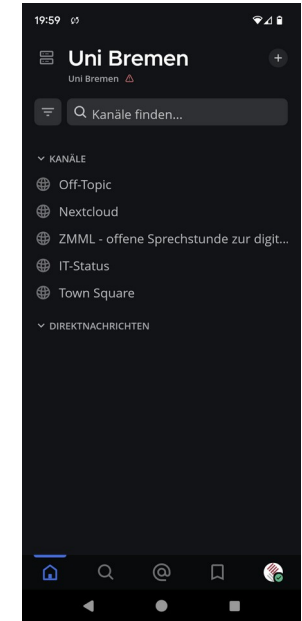 19:59
Uni Bremen
Uni Bremen
Kanäle finden...
KANÄLE
Off-Topic
Nextcloud
ZMML - offene Sprechstunde zur digit...
IT-Status
Town Square
DIREKTNACHRICHTEN